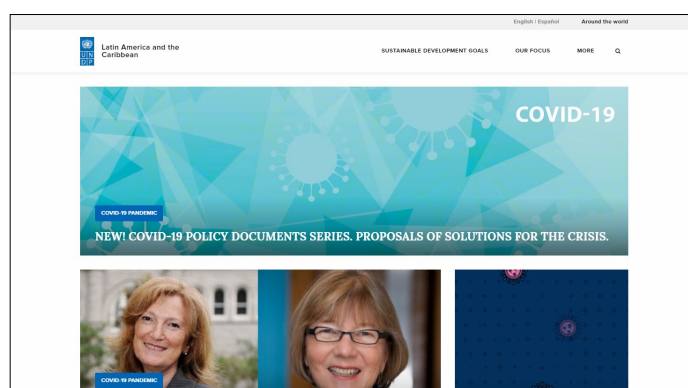 English | Español Around the world
U N
D P
Latin America and the
Caribbean
SUSTAINABLE DEVELOPMENT GOALS OUR FOCUS MORE
COVID-19
COVID-19 PANDEMIC
NEW! COVID-19 POLICY DOCUMENTS SERIES. PROPOSALS OF SOLUTIONS FOR THE CRISIS.
COVID-19 PANDEMIC